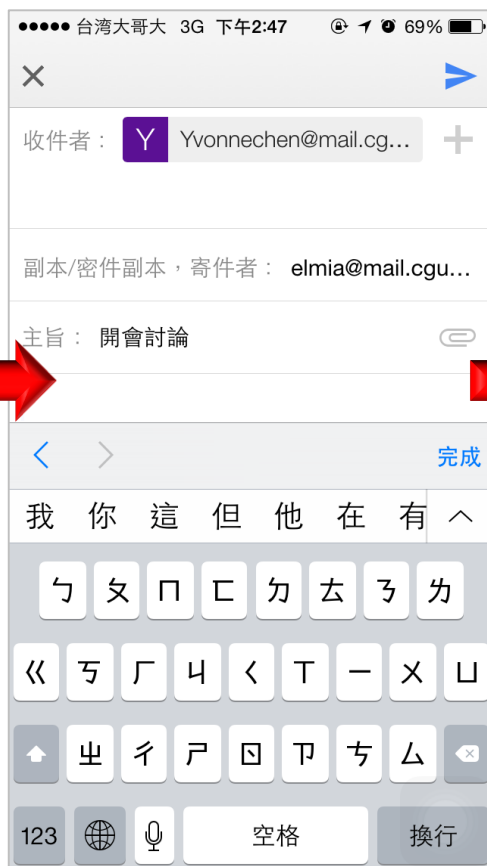 台湾大哥大 3G 下午2:47 69%
收件者： Y Yvonnechen@mail.cg...
副本/密件副本，寄件者： elmia@mail.cgu...
主旨： 開會討論
完成
我 你 這 但 他 在 有
ㄅ ㄆ ㄇ ㄈ ㄉ ㄊ ㄋ ㄌ
ㄍ ㄎ ㄏ ㄐ ㄑ ㄒ ㄧ ㄨ ㄩ
ㄓ ㄔ ㄕ ㄖ ㄗ ㄘ ㄙ
123 空格 換行